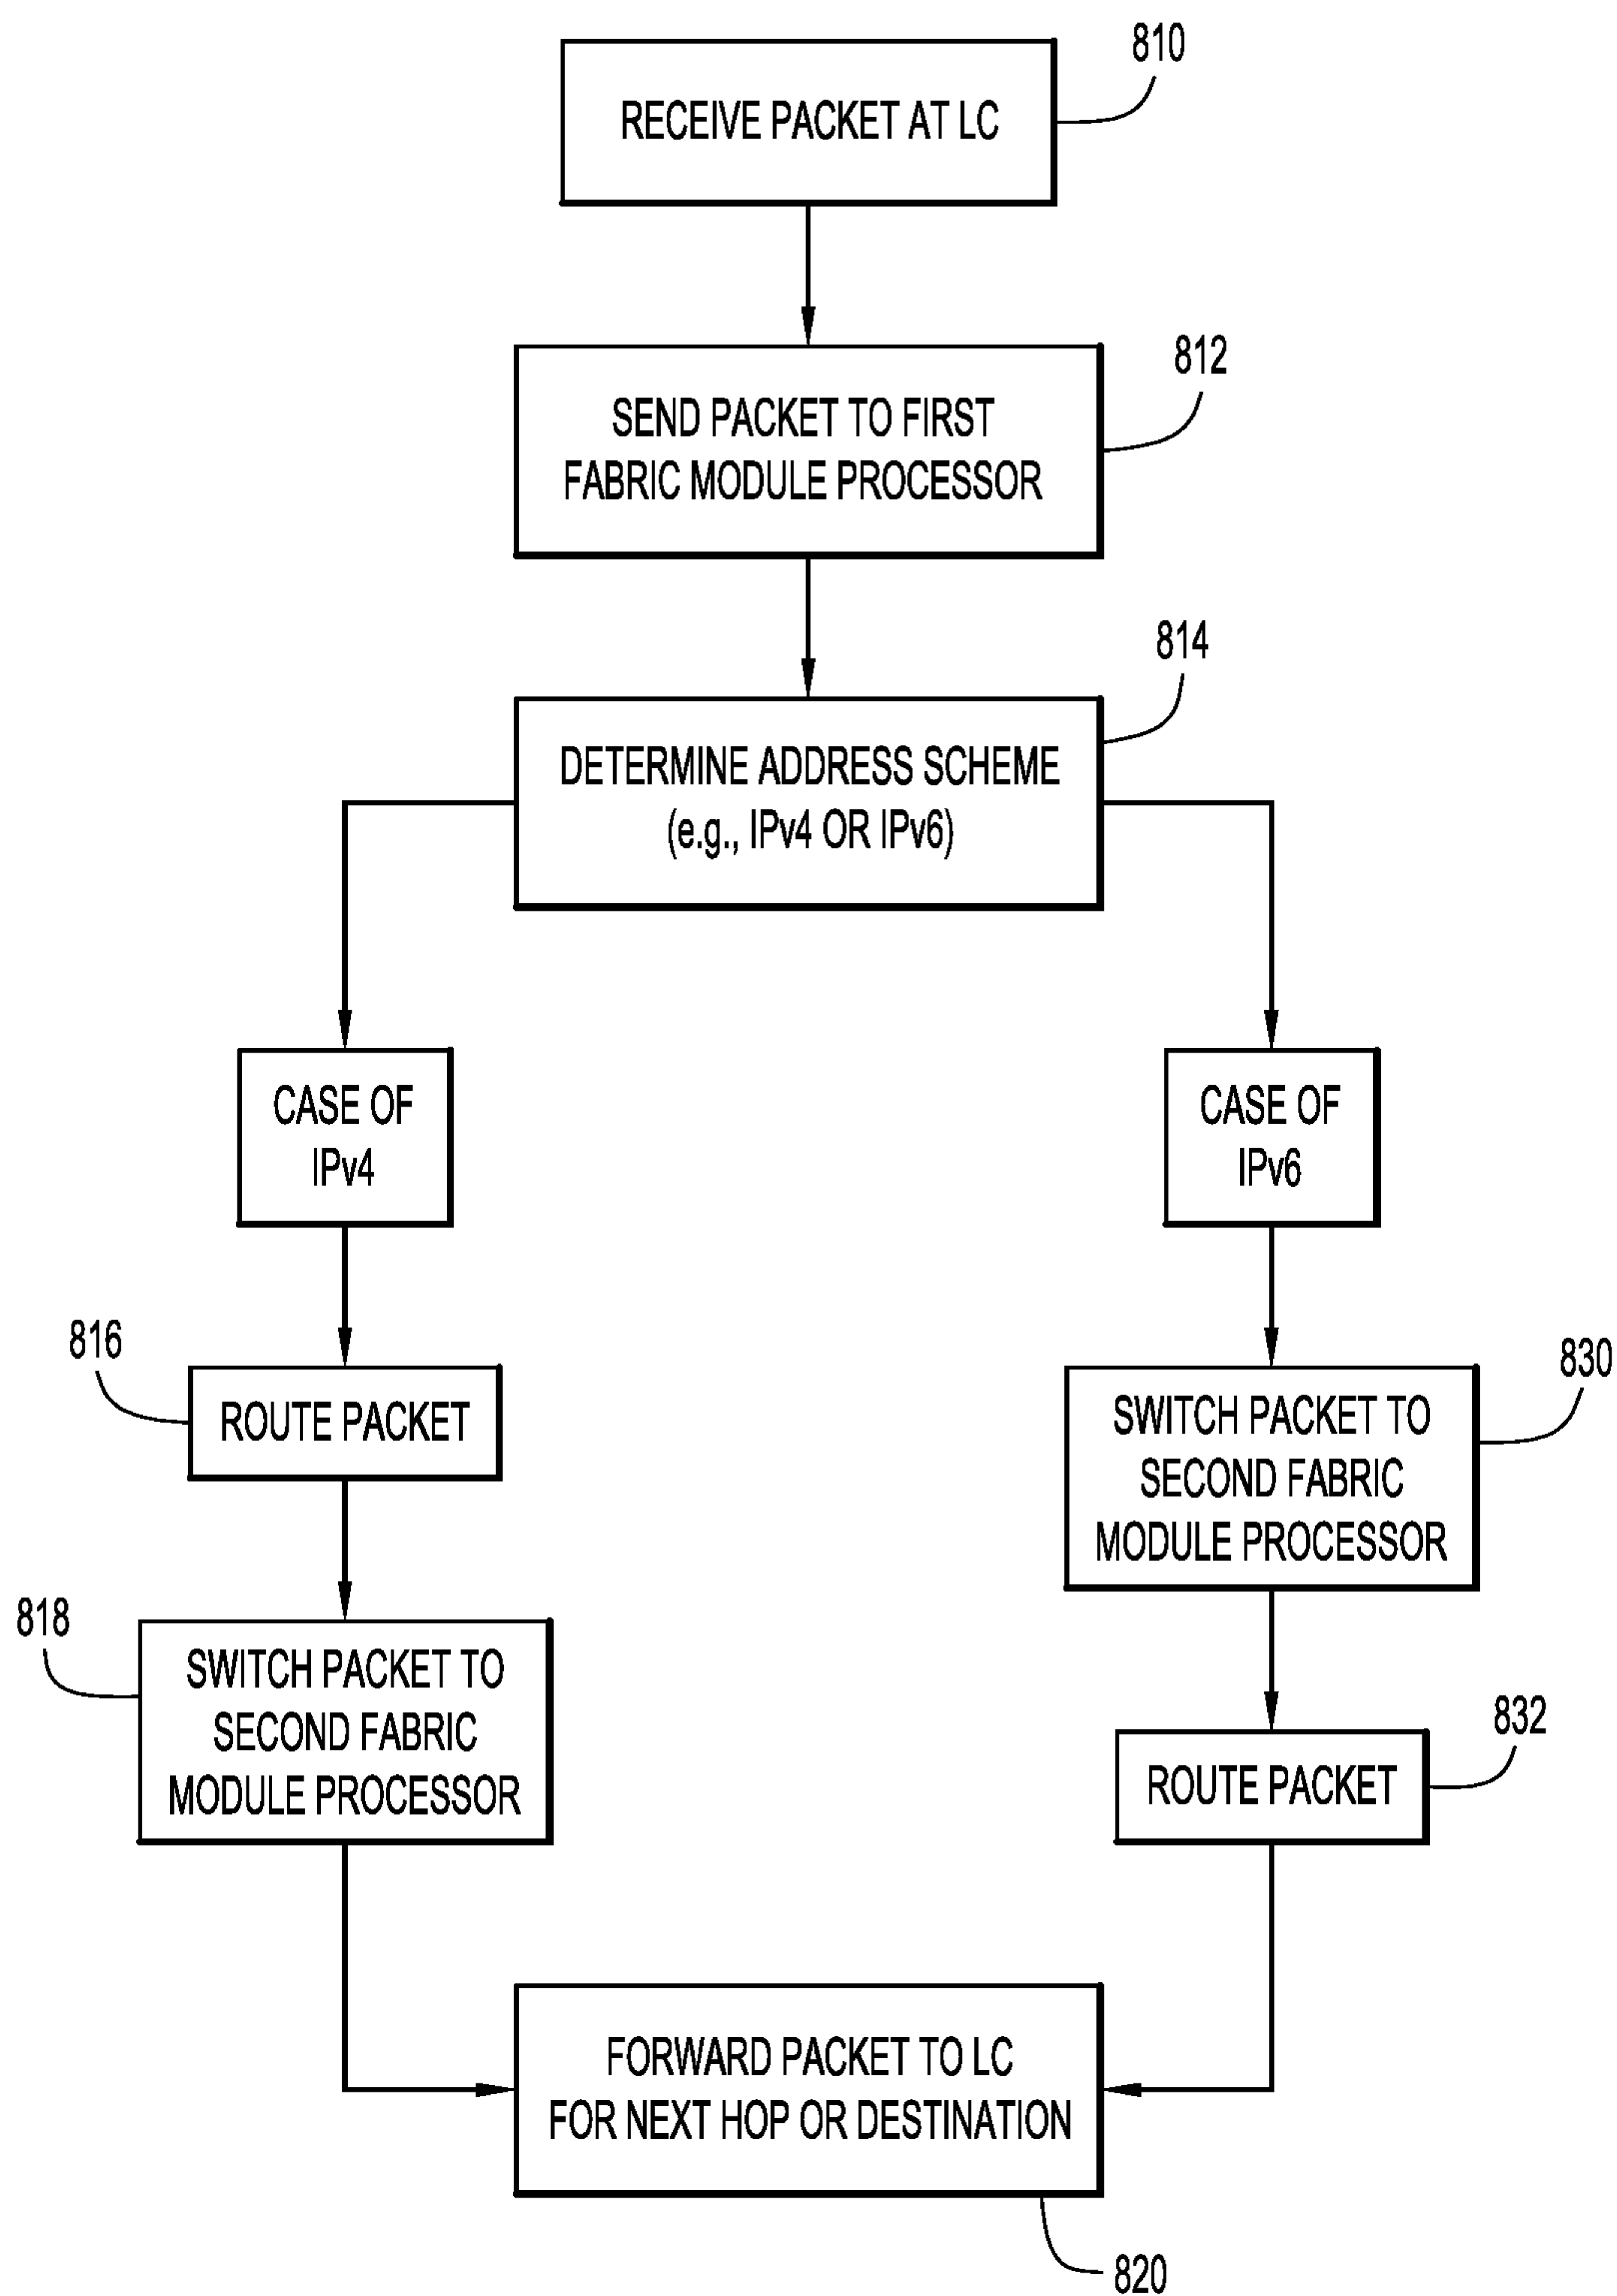 810
RECEIVE PACKET AT LC
812
SEND PACKET TO FIRST
FABRIC MODULE PROCESSOR
814
DETERMINE ADDRESS SCHEME
(e.g., IPv4 OR IPv6)
CASE OF
IPv4
CASE OF
IPv6
816
ROUTE PACKET
830
SWITCH PACKET TO
SECOND FABRIC
MODULE PROCESSOR
818
SWITCH PACKET TO
SECOND FABRIC
MODULE PROCESSOR
832
ROUTE PACKET
FORWARD PACKET TO LC
FOR NEXT HOP OR DESTINATION
820